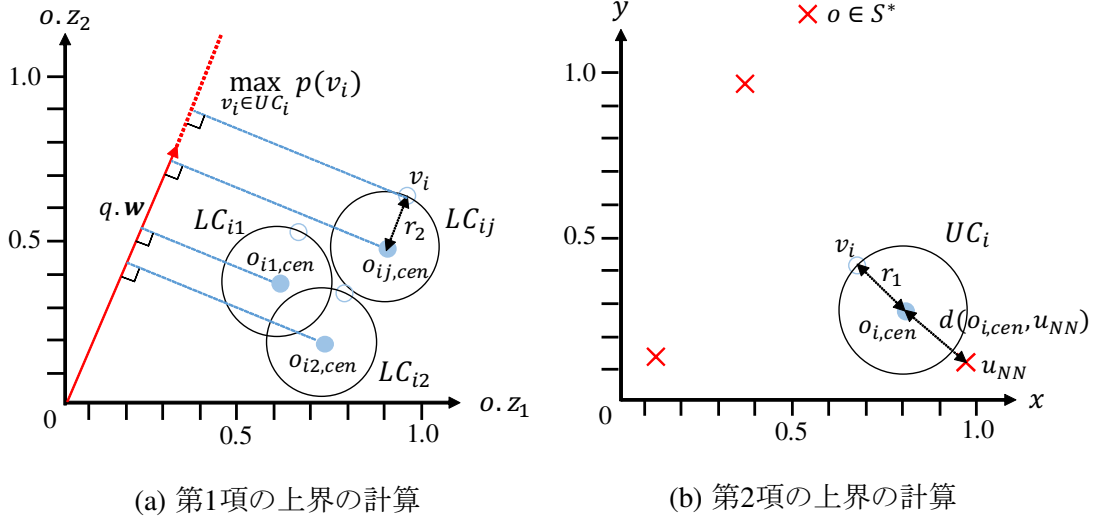 o.z₂
1.0
max p(vᵢ)
vᵢ∈UCᵢ
vᵢ
q.w
LCᵢ₁
r₂
LCᵢⱼ
0.5
oᵢ₁,cen
oᵢⱼ,cen
oᵢ₂,cen
LCᵢ₂
0
0.5
1.0
o.z₁
(a) 第1項の上界の計算
y
o ∈ S*
1.0
0.5
UCᵢ
vᵢ
r₁
oᵢ,cen
d(oᵢ,cen, u_NN)
u_NN
0
0.5
1.0
x
(b) 第2項の上界の計算